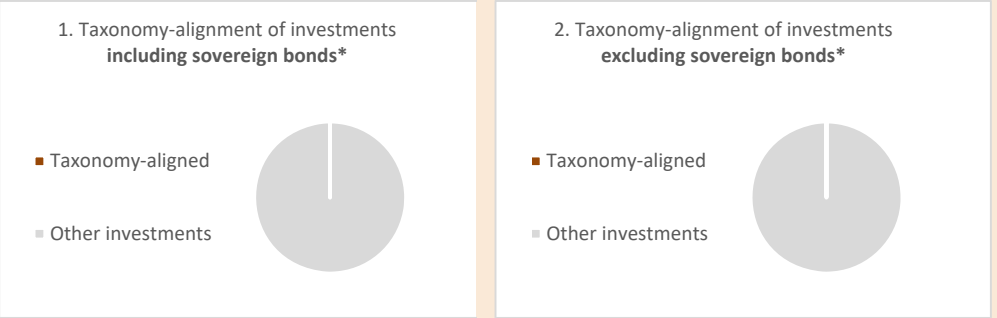 1. Taxonomy-alignment of investments
including sovereign bonds*
Taxonomy-aligned
Other investments
2. Taxonomy-alignment of investments
excluding sovereign bonds*
Taxonomy-aligned
Other investments